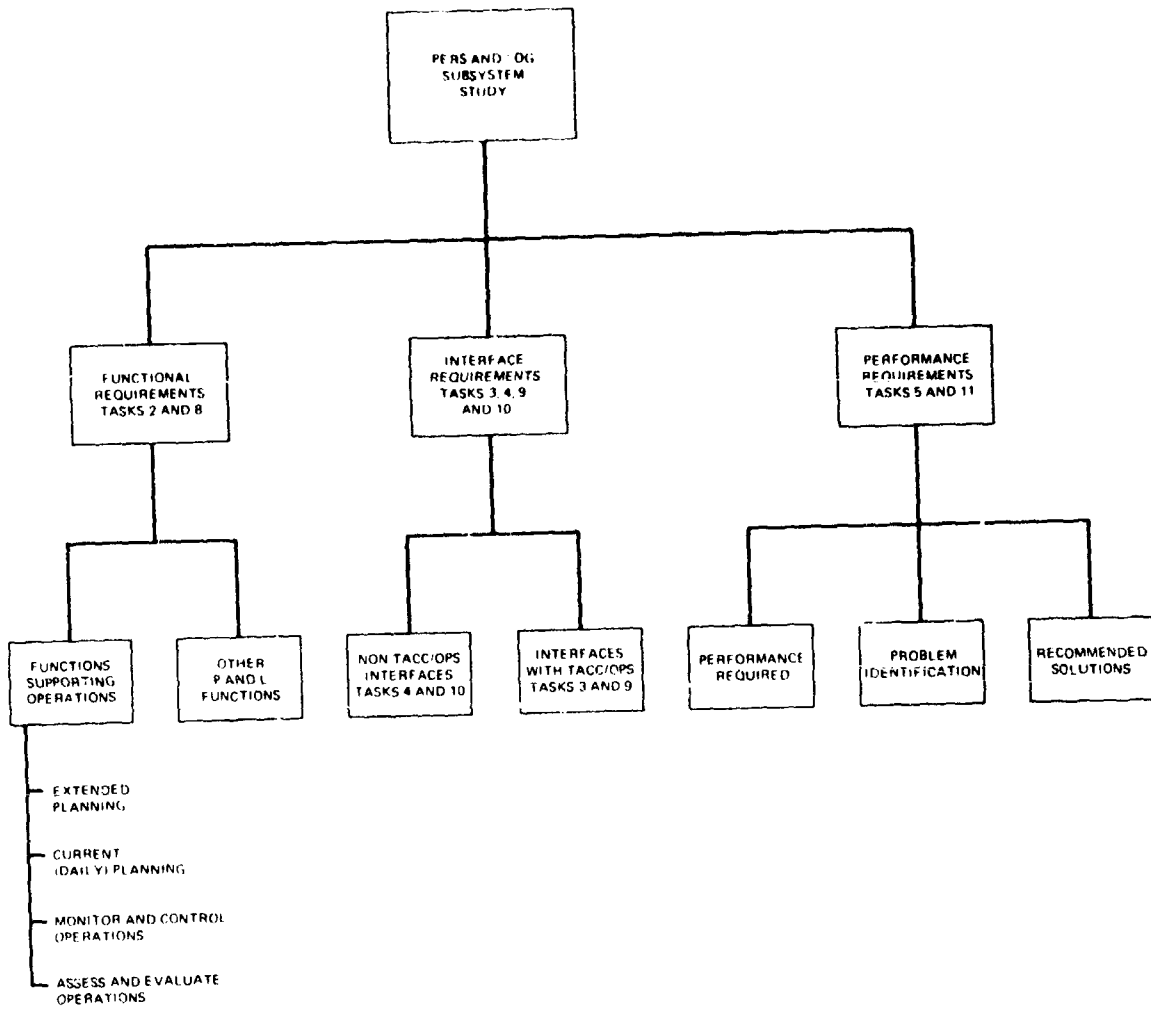 PERS AND OG
SUBSYSTEM
STUDY
FUNCTIONAL
REQUIREMENTS
TASKS 2 AND 8
INTERFACE
REQUIREMENTS
TASKS 3, 4, 9
AND 10
PERFORMANCE
REQUIREMENTS
TASKS 5 AND 11
FUNCTIONS
SUPPORTING
OPERATIONS
OTHER
P AND L
FUNCTIONS
NON TACC/OPS
INTERFACES
TASKS 4 AND 10
INTERFACES
WITH TACC/OPS
TASKS 3 AND 9
PERFORMANCE
REQUIRED
PROBLEM
IDENTIFICATION
RECOMMENDED
SOLUTIONS
EXTENDED
PLANNING
CURRENT
(DAILY) PLANNING
MONITOR AND CONTROL
OPERATIONS
ASSESS AND EVALUATE
OPERATIONS